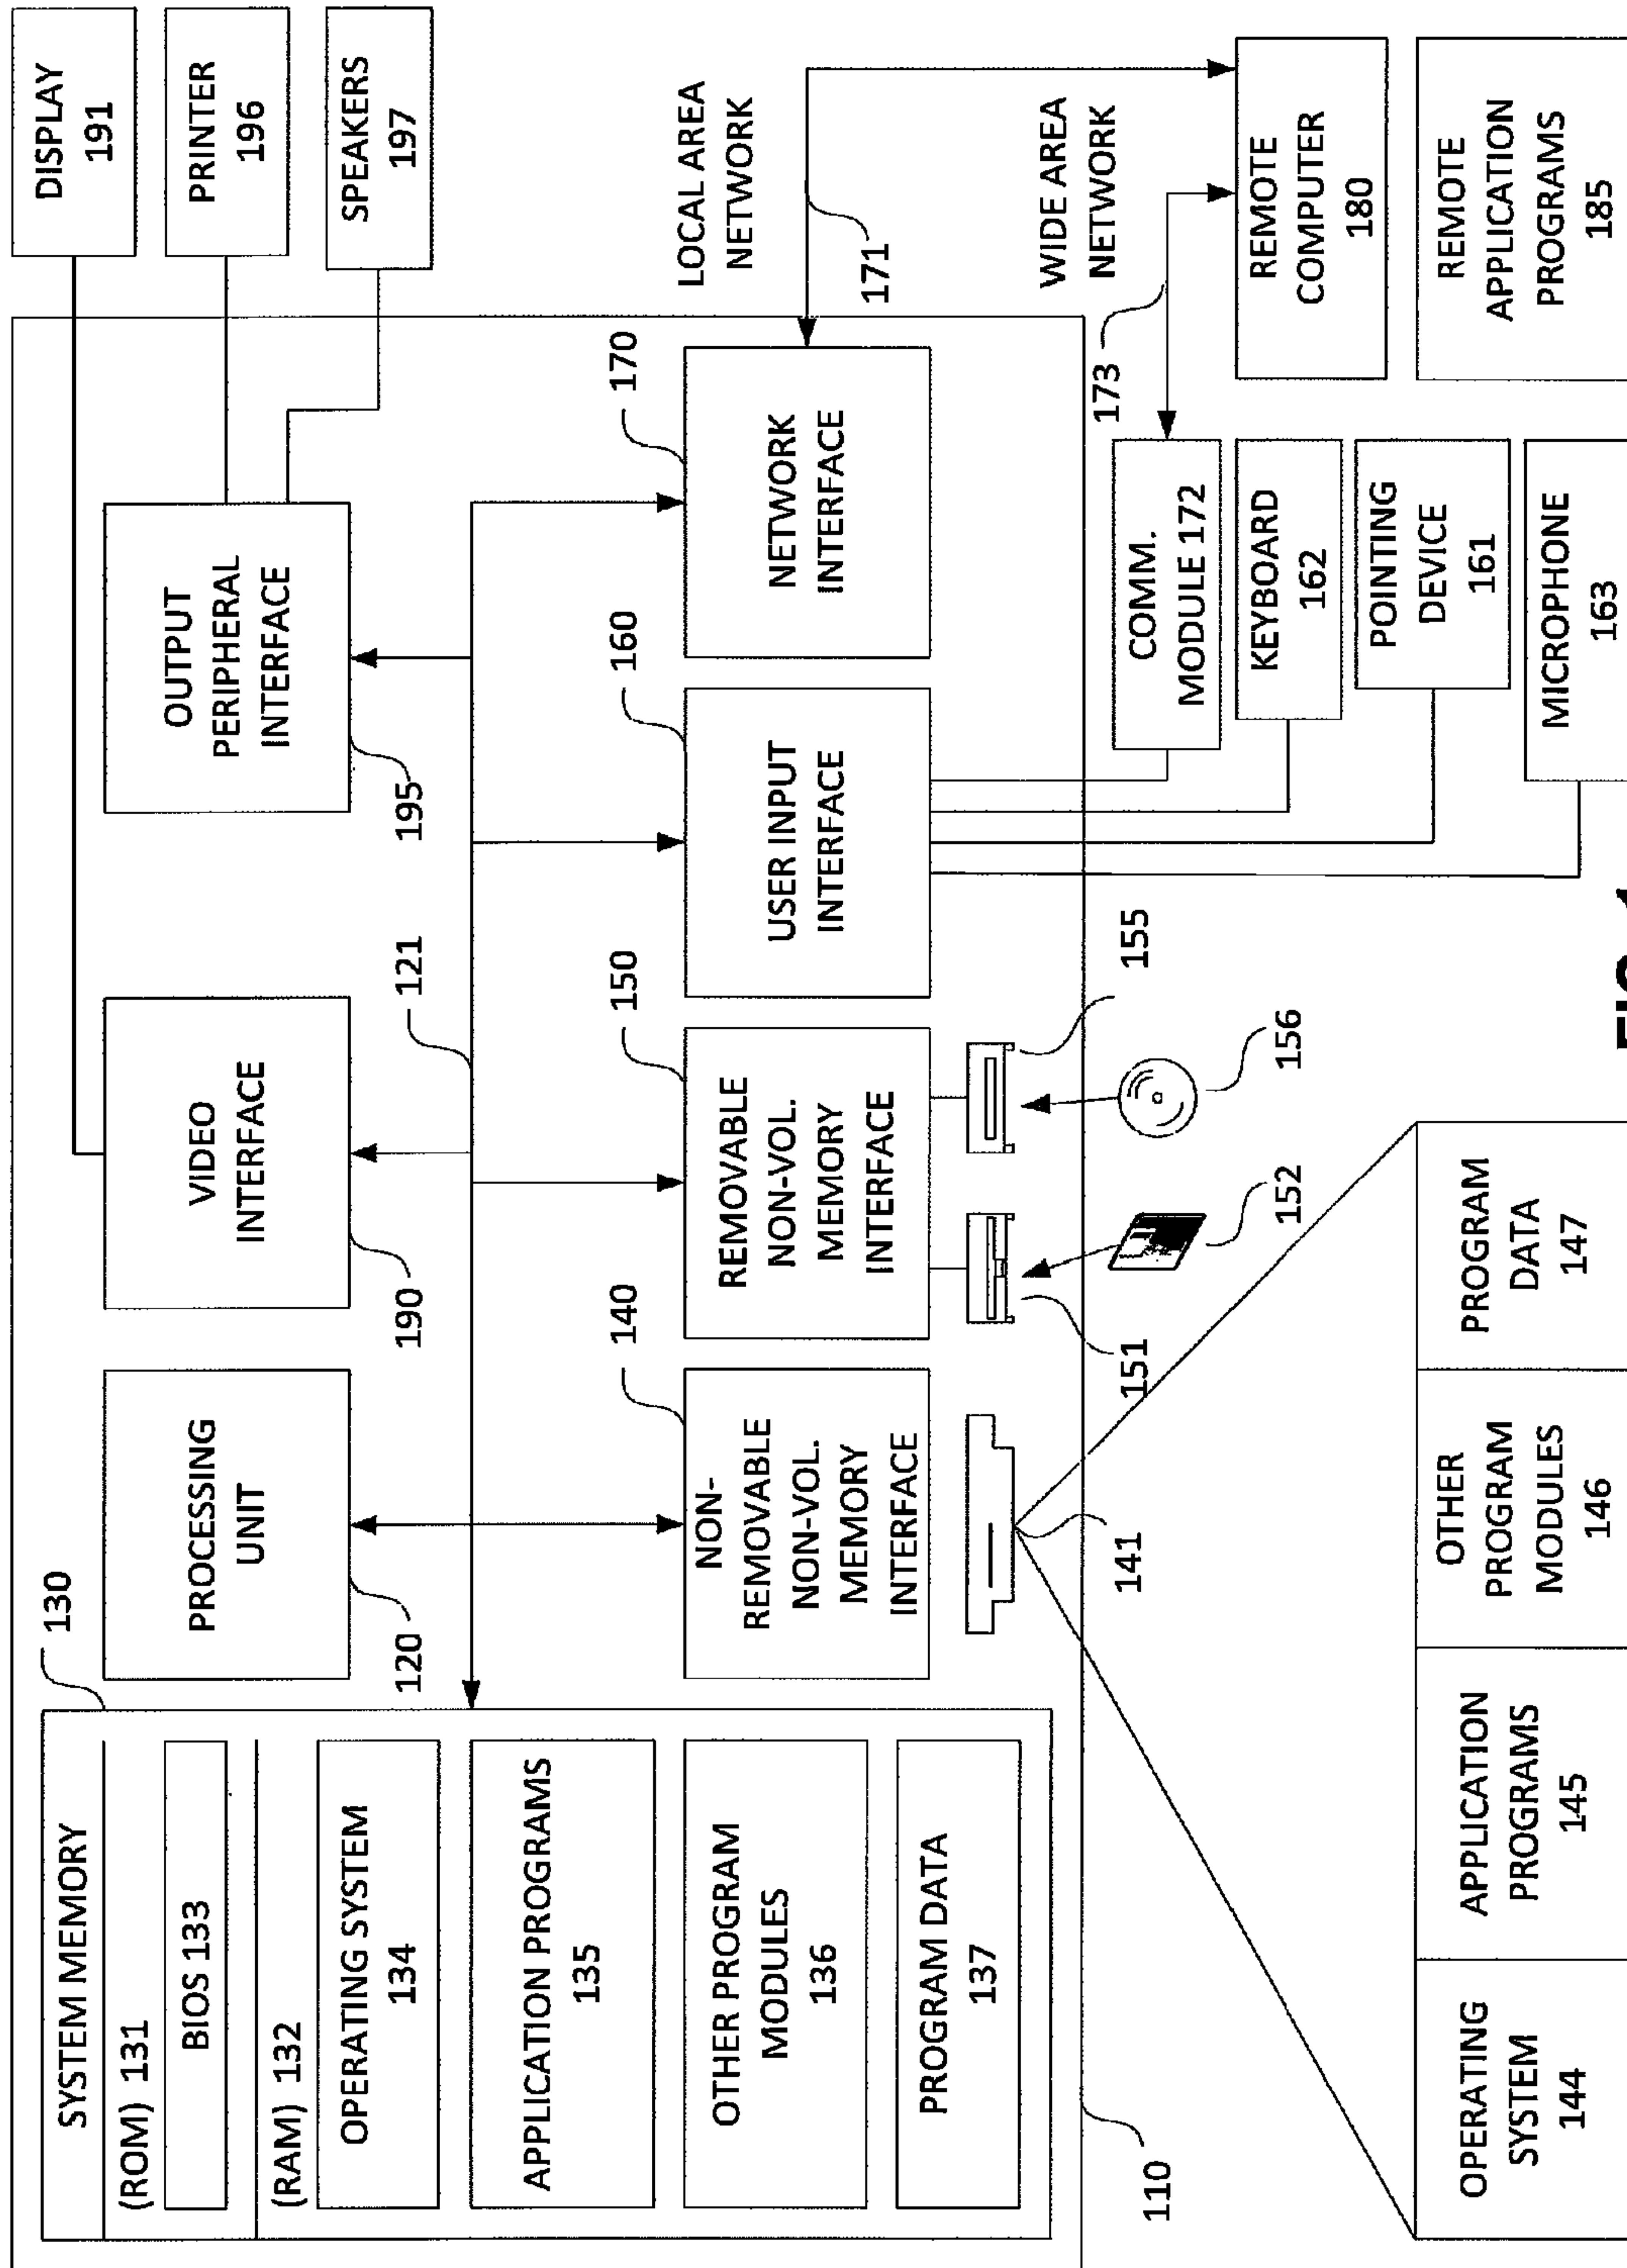 SYSTEM MEMORY
(ROM) 131
BIOS 133
(RAM) 132
OPERATING SYSTEM
134
APPLICATION PROGRAMS
135
OTHER PROGRAM
MODULES
136
PROGRAM DATA
137
130
PROCESSING
UNIT
120
VIDEO
INTERFACE
190
121
OUTPUT
PERIPHERAL
INTERFACE
195
DISPLAY
191
PRINTER
196
SPEAKERS
197
NON-
REMOVABLE
NON-VOL.
MEMORY
INTERFACE
140
REMOVABLE
NON-VOL.
MEMORY
INTERFACE
150
USER INPUT
INTERFACE
160
NETWORK
INTERFACE
170
LOCAL AREA
NETWORK
171
WIDE AREA
NETWORK
173
141
151
152
155
156
110
COMM.
MODULE 172
KEYBOARD
162
POINTING
DEVICE
161
MICROPHONE
163
REMOTE
COMPUTER
180
REMOTE
APPLICATION
PROGRAMS
185
OPERATING
SYSTEM
144
APPLICATION
PROGRAMS
145
OTHER
PROGRAM
MODULES
146
PROGRAM
DATA
147